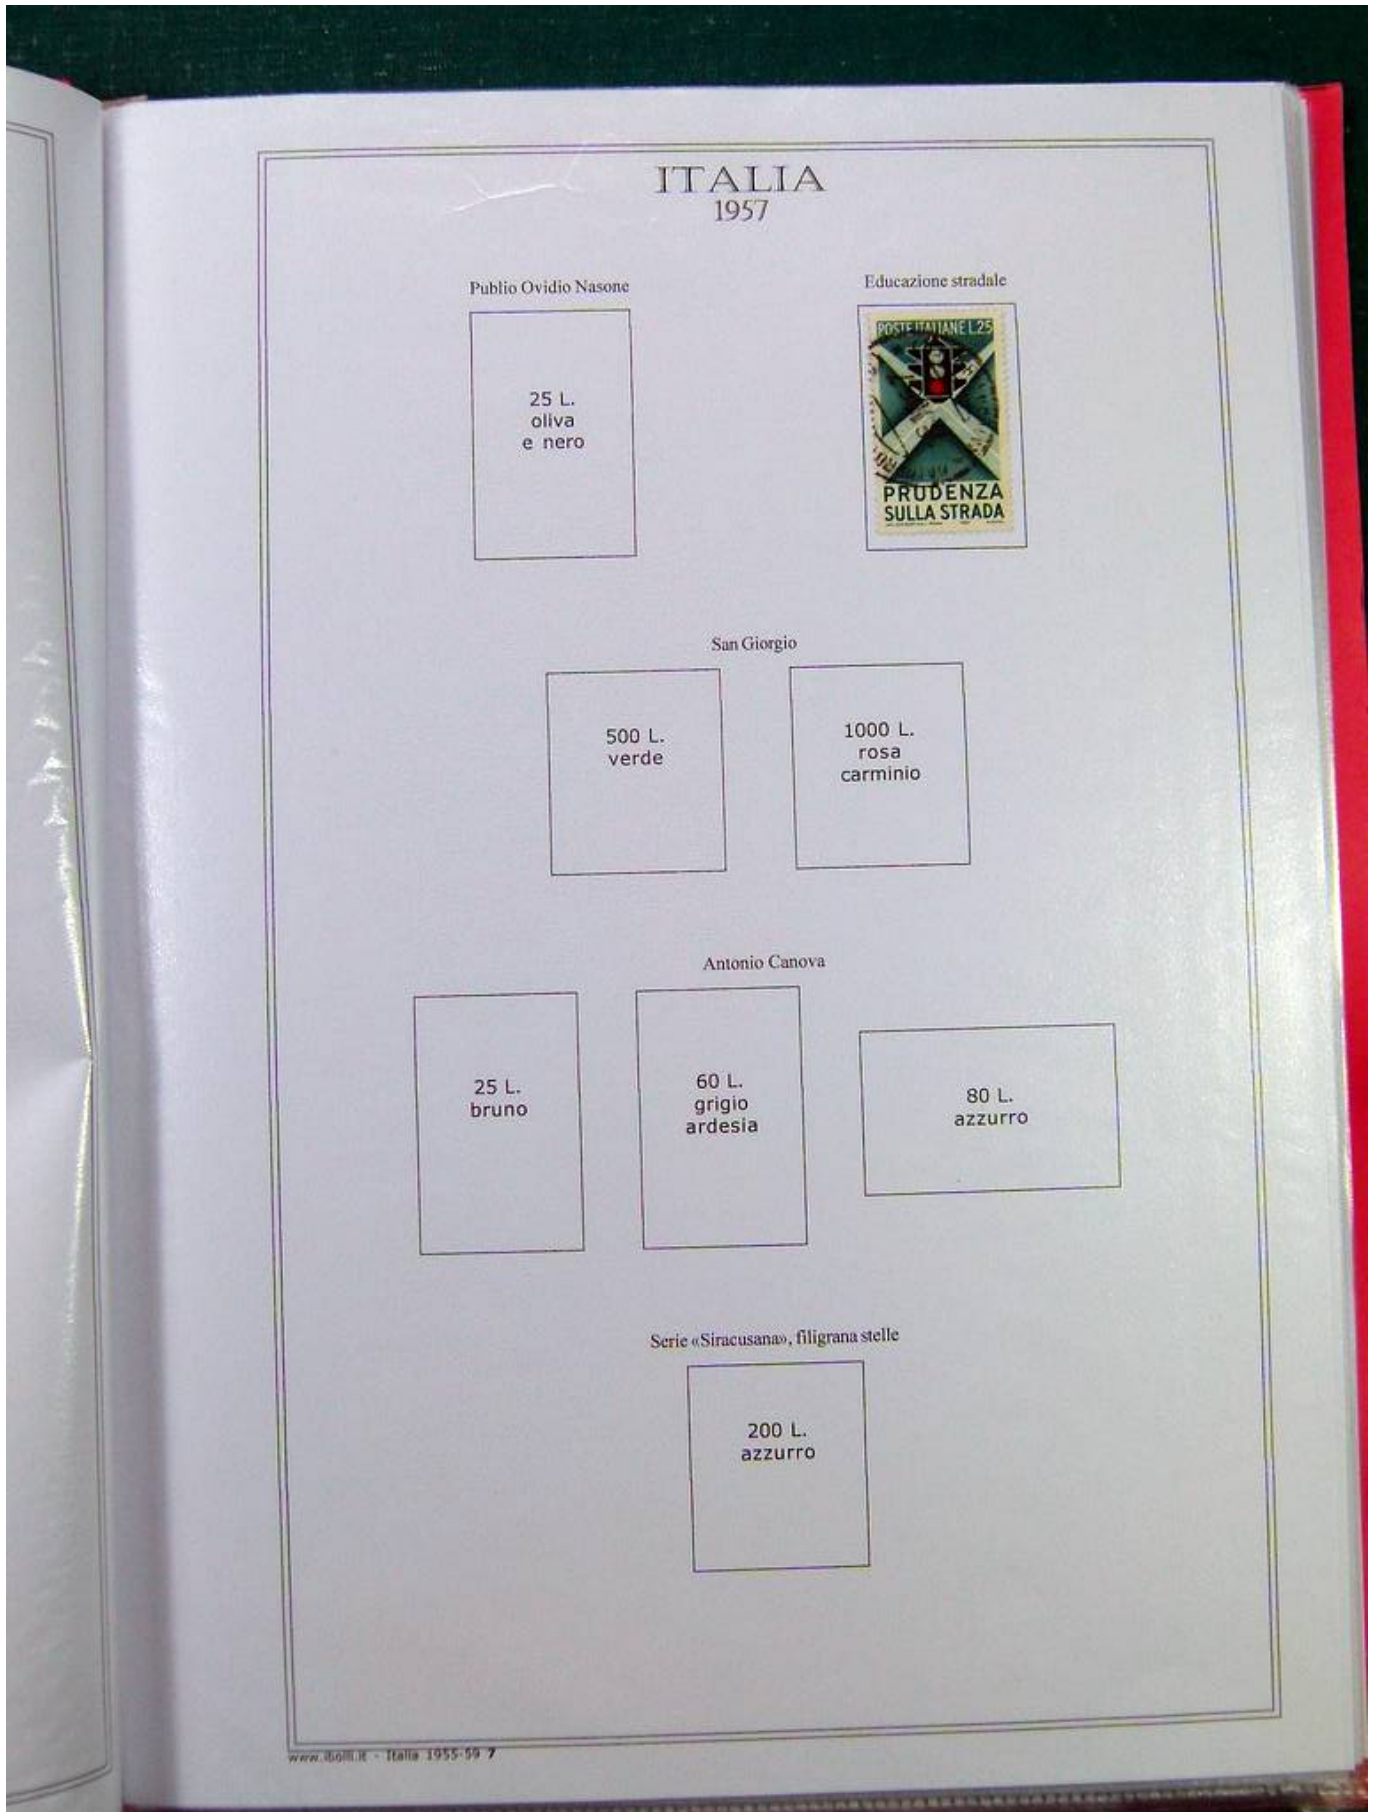 ITALIA
1957
Publio Ovidio Nasone
Educazione stradale
25 L.
oliva
e nero
POSTE ITALIANE L.25
PRUDENZA
SULLA STRADA
San Giorgio
500 L.
verde
1000 L.
rosa
carminio
Antonio Canova
25 L.
bruno
60 L.
grigio
ardesia
80 L.
azzurro
Serie «Siracusana», filigrana stelle
200 L.
azzurro
www.ibolli.it - Italia 1955-59 7